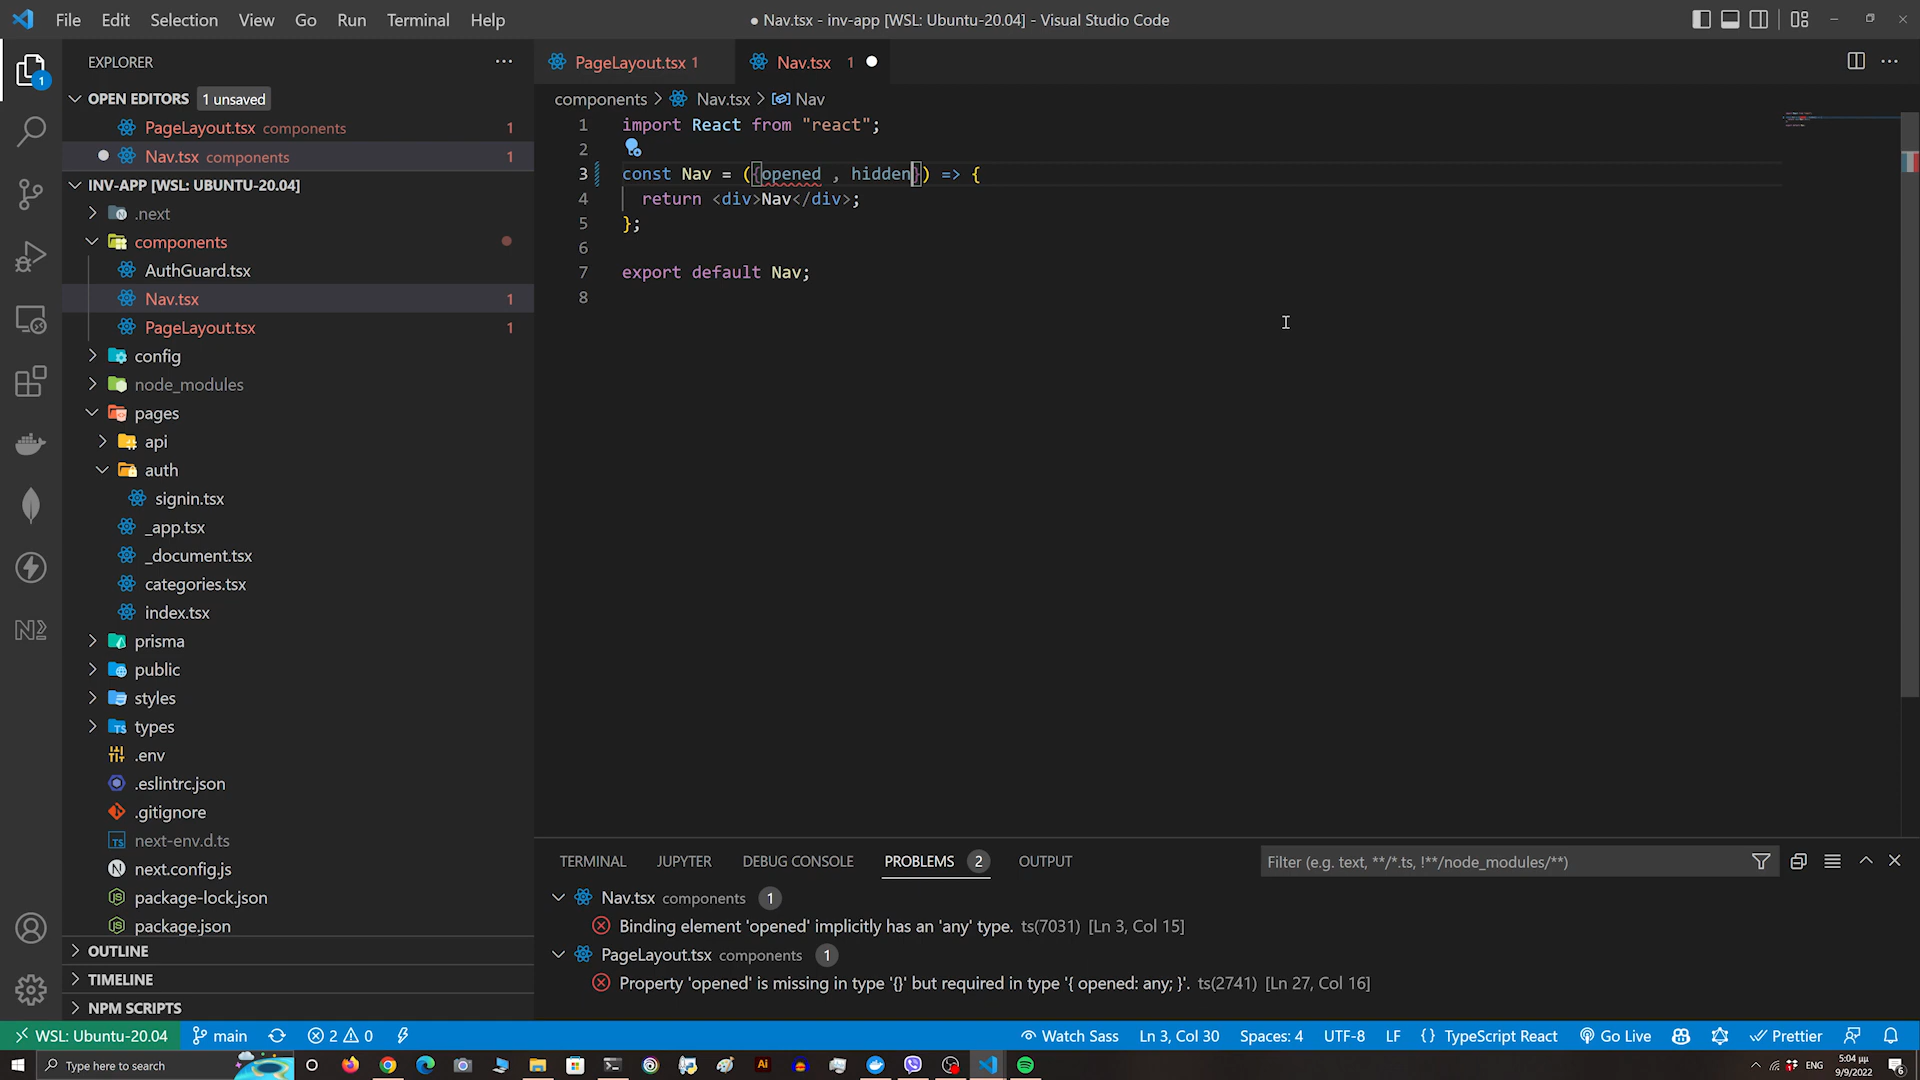 File Edit Selection View Go Run Terminal Help
● Nav.tsx - inv-app [WSL: Ubuntu-20.04] - Visual Studio Code
EXPLORER
OPEN EDITORS 1 unsaved
PageLayout.tsx components 1
Nav.tsx components 1
INV-APP [WSL: UBUNTU-20.04]
.next
components
AuthGuard.tsx
Nav.tsx 1
PageLayout.tsx 1
config
node_modules
pages
api
auth
signin.tsx
_app.tsx
_document.tsx
categories.tsx
index.tsx
prisma
public
styles
types
.env
.eslintrc.json
.gitignore
next-env.d.ts
next.config.js
package-lock.json
package.json
OUTLINE
TIMELINE
NPM SCRIPTS
1
PageLayout.tsx 1
Nav.tsx 1
components > Nav.tsx > Nav
1 import React from "react";
2
3 const Nav = ({opened , hidden}) => {
4 return <div>Nav</div>;
5 };
6
7 export default Nav;
8
TERMINAL JUPYTER DEBUG CONSOLE PROBLEMS 2 OUTPUT
Filter (e.g. text, **/*.ts, !**/node_modules/**)
Nav.tsx components 1
Binding element 'opened' implicitly has an 'any' type. ts(7031) [Ln 3, Col 15]
PageLayout.tsx components 1
Property 'opened' is missing in type '{}' but required in type '{ opened: any; }'. ts(2741) [Ln 27, Col 16]
WSL: Ubuntu-20.04 main 2 0 Watch Sass Ln 3, Col 30 Spaces: 4 UTF-8 LF {} TypeScript React Go Live Prettier
Type here to search
Ai
ENG
5:04 μμ
9/9/2022
6